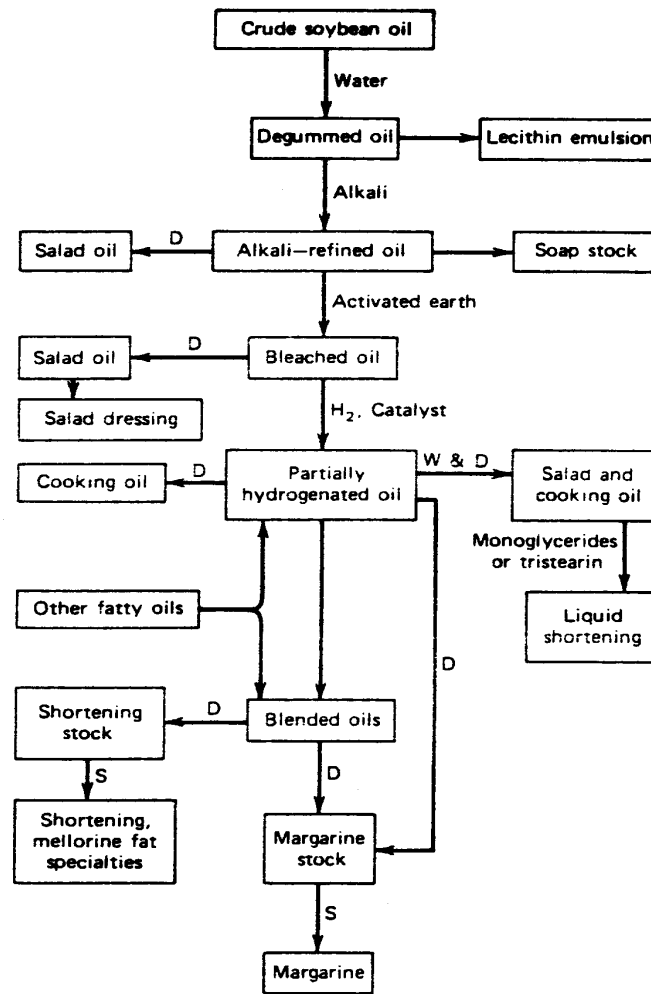 Crude soybean oil
Water
Degummed oil
Lecithin emulsion
Alkali
Salad oil
D
Alkali—refined oil
Soap stock
Activated earth
Salad oil
D
Bleached oil
Salad dressing
H₂, Catalyst
Cooking oil
D
Partially
hydrogenated oil
W & D
Salad and
cooking oil
Monoglycerides
or tristearin
Other fatty oils
Liquid
shortening
D
Shortening
stock
D
Blended oils
S
D
Shortening,
mellorine fat
specialties
Margarine
stock
S
Margarine